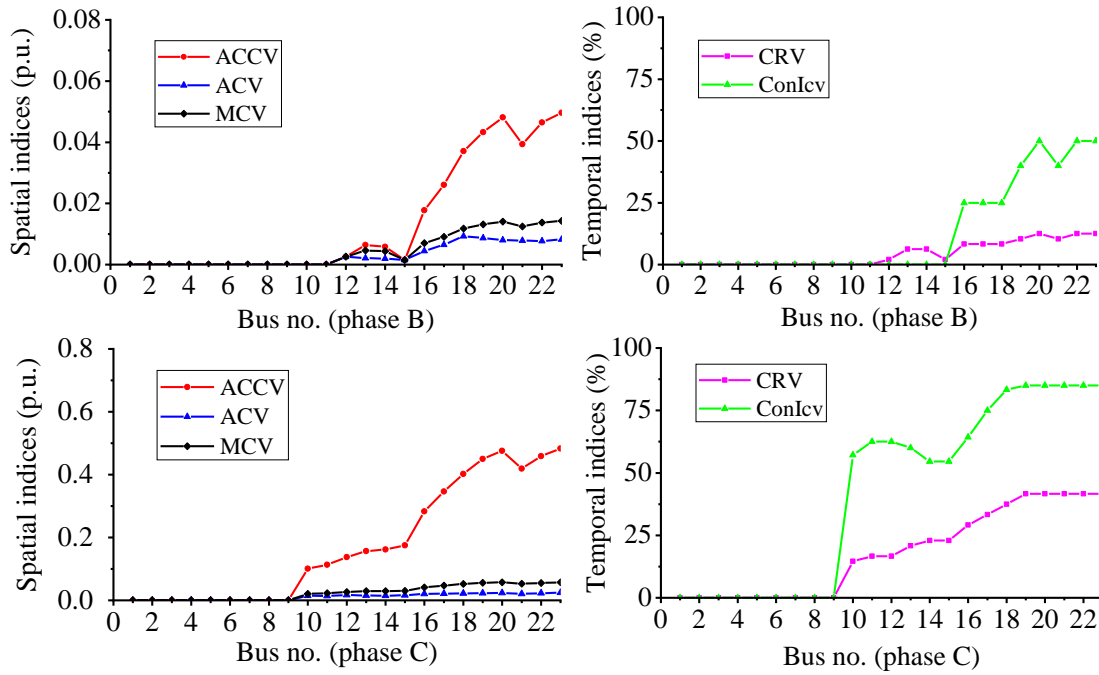 Spatial indices (p.u.)
0.08
0.06
0.04
0.02
0.00
ACCV
ACV
MCV
0 2 4 6 8 10 12 14 16 18 20 22
Bus no. (phase B)
Temporal indices (%)
100
75
50
25
0
CRV
ConIcv
0 2 4 6 8 10 12 14 16 18 20 22
Bus no. (phase B)
Spatial indices (p.u.)
0.8
0.6
0.4
0.2
0.0
ACCV
ACV
MCV
0 2 4 6 8 10 12 14 16 18 20 22
Bus no. (phase C)
Temporal indices (%)
100
75
50
25
0
CRV
ConIcv
0 2 4 6 8 10 12 14 16 18 20 22
Bus no. (phase C)